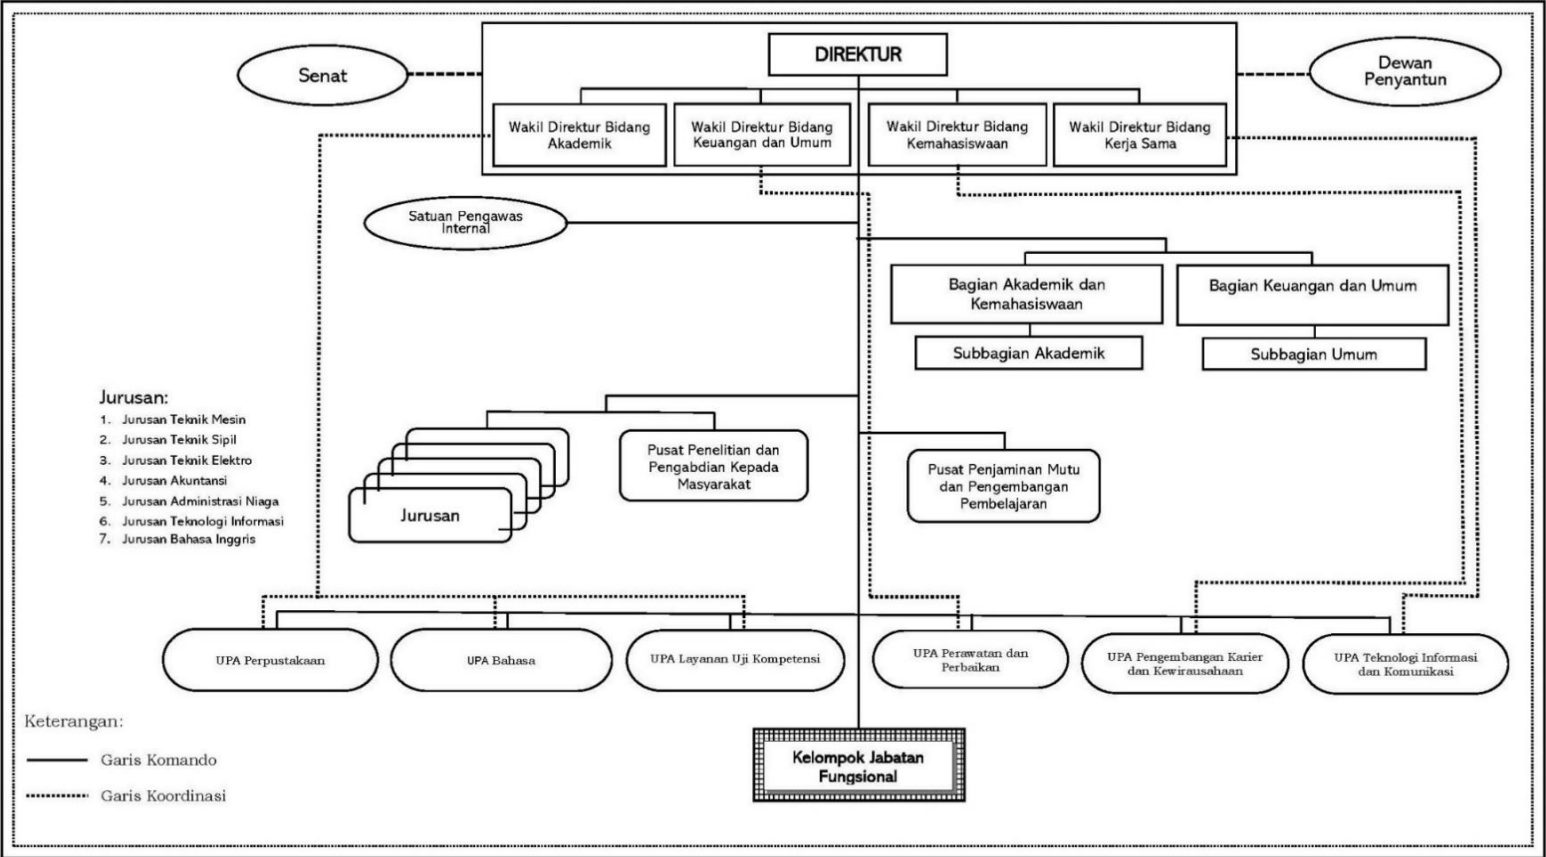 DIREKTUR
Senat
Dewan
Penyantun
Wakil Direktur Bidang
Akademik
Wakil Direktur Bidang
Keuangan dan Umum
Wakil Direktur Bidang
Kemahasiswaan
Wakil Direktur Bidang
Kerja Sama
Satuan Pengawas
Internal
Bagian Akademik dan
Kemahasiswaan
Bagian Keuangan dan Umum
Subbagian Akademik
Subbagian Umum
Jurusan:
1. Jurusan Teknik Mesin
2. Jurusan Teknik Sipil
3. Jurusan Teknik Elektro
4. Jurusan Akuntansi
5. Jurusan Administrasi Niaga
6. Jurusan Teknologi Informasi
7. Jurusan Bahasa Inggris
Jurusan
Pusat Penelitian dan
Pengabdian Kepada
Masyarakat
Pusat Penjaminan Mutu
dan Pengembangan
Pembelajaran
UPA Perpustakaan
UPA Bahasa
UPA Layanan Uji Kompetensi
UPA Perawatan dan
Perbaikan
UPA Pengembangan Karier
dan Kewirausahaan
UPA Teknologi Informasi
dan Komunikasi
Keterangan:
Garis Komando
Garis Koordinasi
Kelompok Jabatan
Fungsional